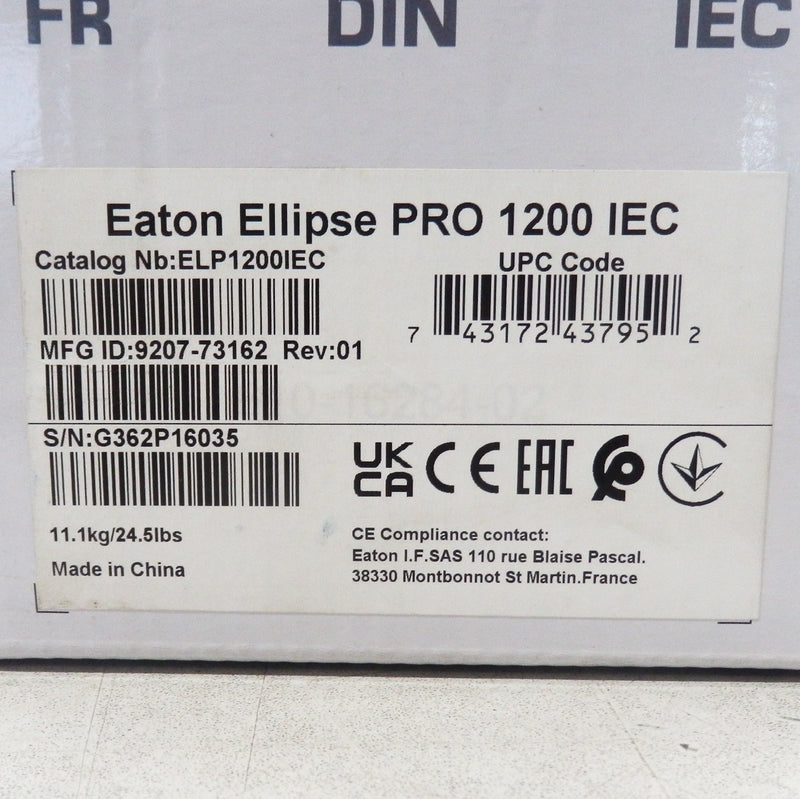 FR DIN IEC
Eaton Ellipse PRO 1200 IEC
Catalog Nb:ELP1200IEC
UPC Code
7 43172 43795 2
MFG ID:9207-73162 Rev:01
S/N:G362P16035
UK
CA CE EAC
11.1kg/24.5lbs
Made in China
CE Compliance contact:
Eaton I.F.SAS 110 rue Blaise Pascal.
38330 Montbonnot St Martin.France